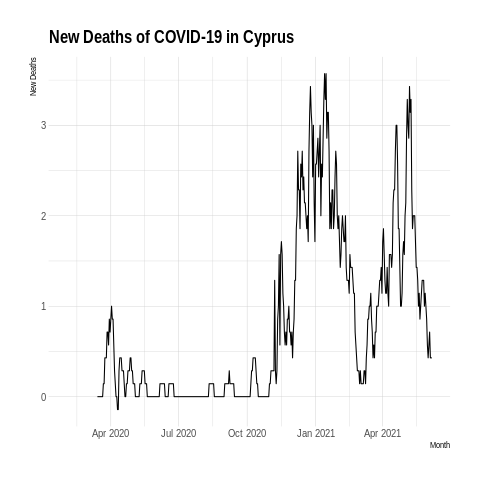 New Deaths of COVID-19 in Cyprus
New Deaths
3
2
1
0
Apr 2020 Jul 2020 Oct 2020 Jan 2021 Apr 2021
Month